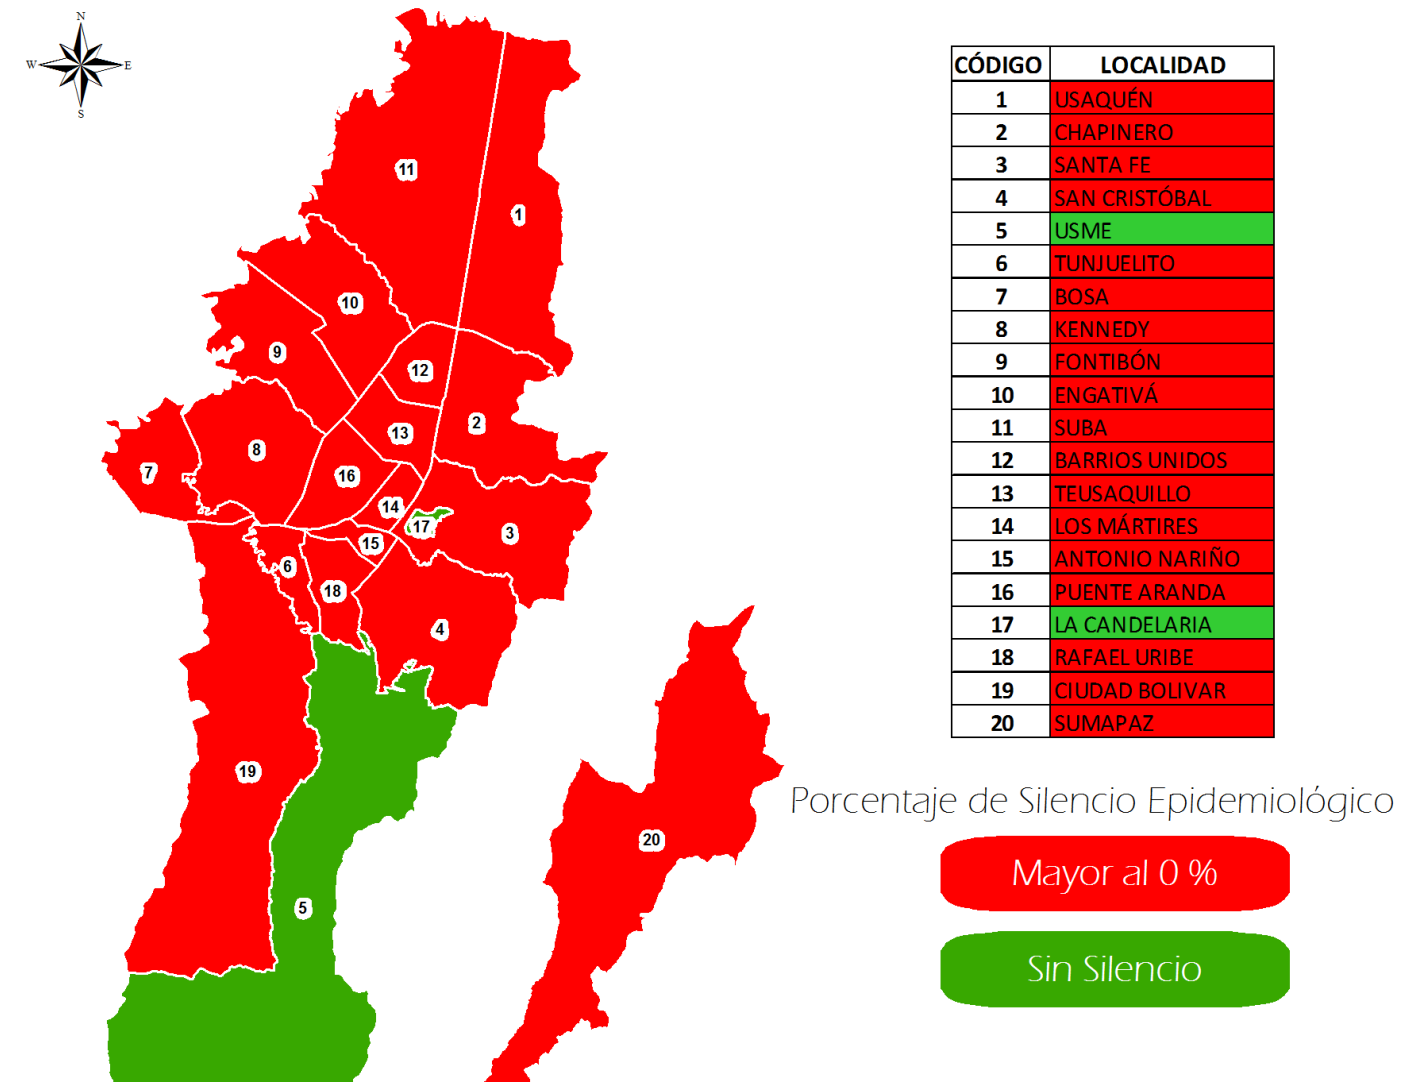 N
W E
S
11
1
10
9
12
2
13
8
7
16
14
17
3
15
6
18
4
19
5
20
CÓDIGO LOCALIDAD
1 USAQUÉN
2 CHAPINERO
3 SANTA FE
4 SAN CRISTÓBAL
5 USME
6 TUNJUELITO
7 BOSA
8 KENNEDY
9 FONTIBÓN
10 ENGATIVÁ
11 SUBA
12 BARRIOS UNIDOS
13 TEUSAQUILLO
14 LOS MÁRTIRES
15 ANTONIO NARIÑO
16 PUENTE ARANDA
17 LA CANDELARIA
18 RAFAEL URIBE
19 CIUDAD BOLIVAR
20 SUMAPAZ
Porcentaje de Silencio Epidemiológico
Mayor al 0 %
Sin Silencio